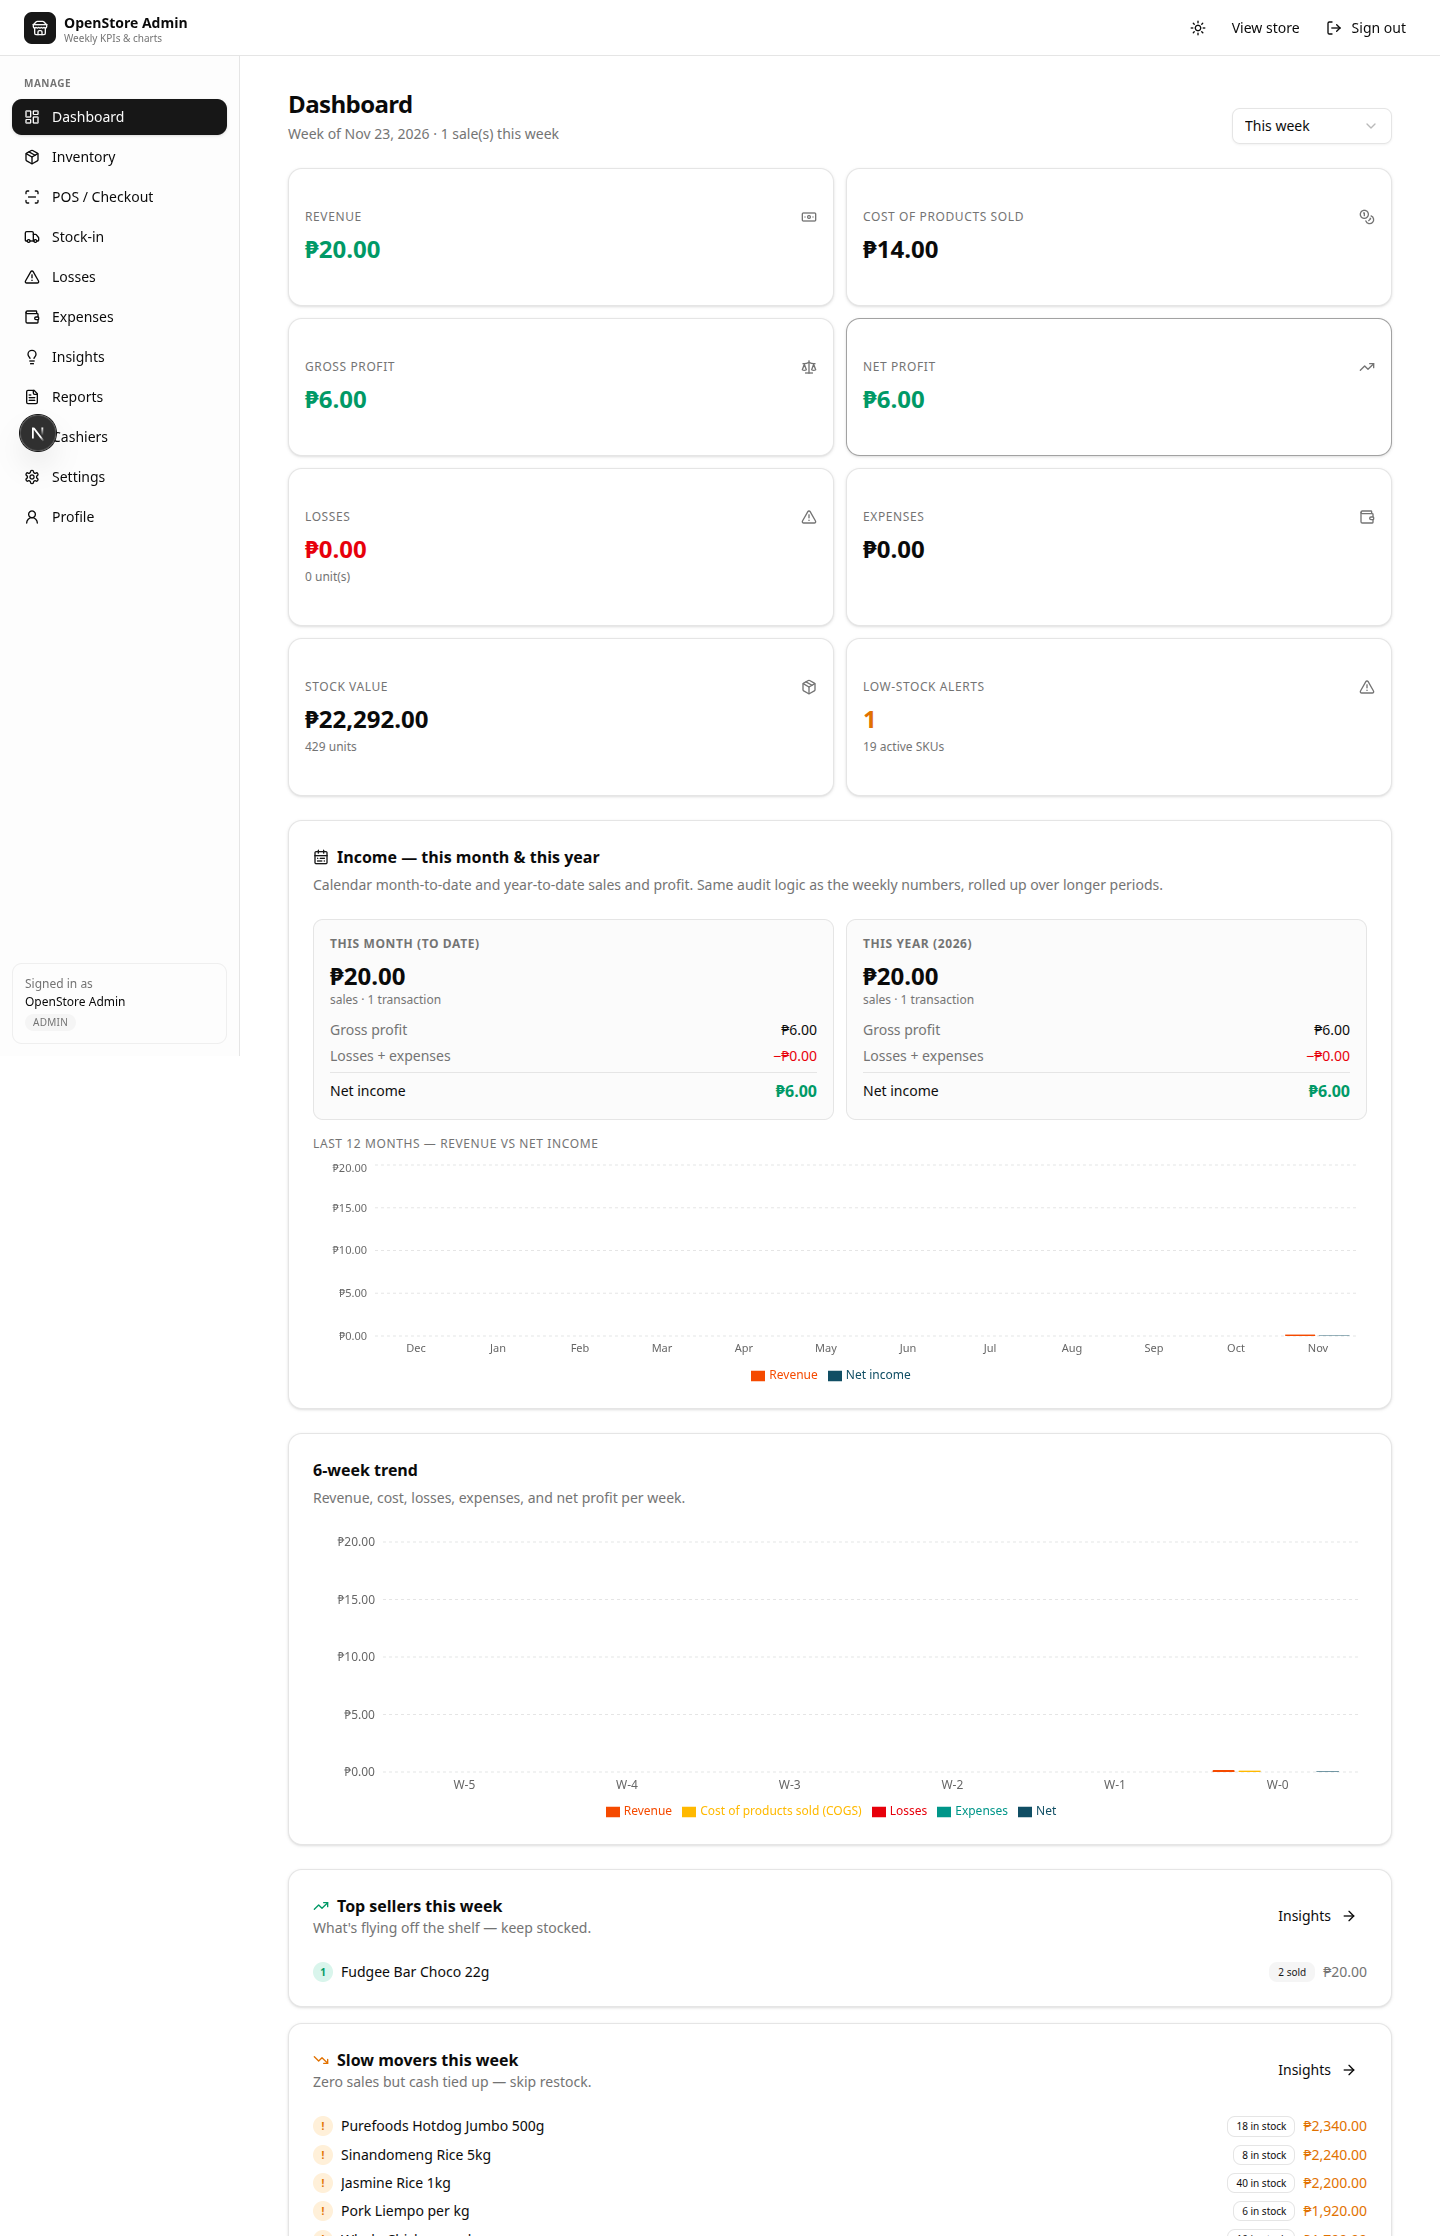 OpenStore Admin
Weekly KPIs & charts
View store
Sign out
MANAGE
Dashboard
Inventory
POS / Checkout
Stock-in
Losses
Expenses
Insights
Reports
Cashiers
Settings
Profile
Signed in as
OpenStore Admin
ADMIN
Dashboard
Week of Nov 23, 2026 · 1 sale(s) this week
This week
REVENUE
₱20.00
COST OF PRODUCTS SOLD
₱14.00
GROSS PROFIT
₱6.00
NET PROFIT
₱6.00
LOSSES
₱0.00
0 unit(s)
EXPENSES
₱0.00
STOCK VALUE
₱22,292.00
429 units
LOW-STOCK ALERTS
1
19 active SKUs
Income — this month & this year
Calendar month-to-date and year-to-date sales and profit. Same audit logic as the weekly numbers, rolled up over longer periods.
THIS MONTH (TO DATE)
₱20.00
sales · 1 transaction
Gross profit ₱6.00
Losses + expenses −₱0.00
Net income ₱6.00
THIS YEAR (2026)
₱20.00
sales · 1 transaction
Gross profit ₱6.00
Losses + expenses −₱0.00
Net income ₱6.00
LAST 12 MONTHS — REVENUE VS NET INCOME
₱20.00
₱15.00
₱10.00
₱5.00
₱0.00
Dec Jan Feb Mar Apr May Jun Jul Aug Sep Oct Nov
Revenue Net income
6-week trend
Revenue, cost, losses, expenses, and net profit per week.
₱20.00
₱15.00
₱10.00
₱5.00
₱0.00
W-5 W-4 W-3 W-2 W-1 W-0
Revenue Cost of products sold (COGS) Losses Expenses Net
Top sellers this week
What's flying off the shelf — keep stocked.
Insights
1 Fudgee Bar Choco 22g 2 sold ₱20.00
Slow movers this week
Zero sales but cash tied up — skip restock.
Insights
! Purefoods Hotdog Jumbo 500g 18 in stock ₱2,340.00
! Sinandomeng Rice 5kg 8 in stock ₱2,240.00
! Jasmine Rice 1kg 40 in stock ₱2,200.00
! Pork Liempo per kg 6 in stock ₱1,920.00